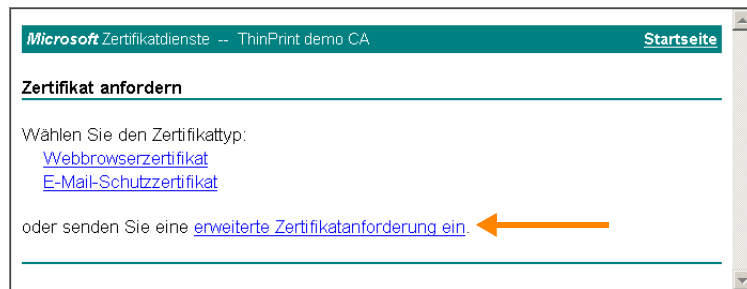 Microsoft Zertifikatdienste -- ThinPrint demo CA Startseite
Zertifikat anfordern
Wählen Sie den Zertifikattyp:
Webbrowserzertifikat
E-Mail-Schutzzertifikat
oder senden Sie eine erweiterte Zertifikatanforderung ein.